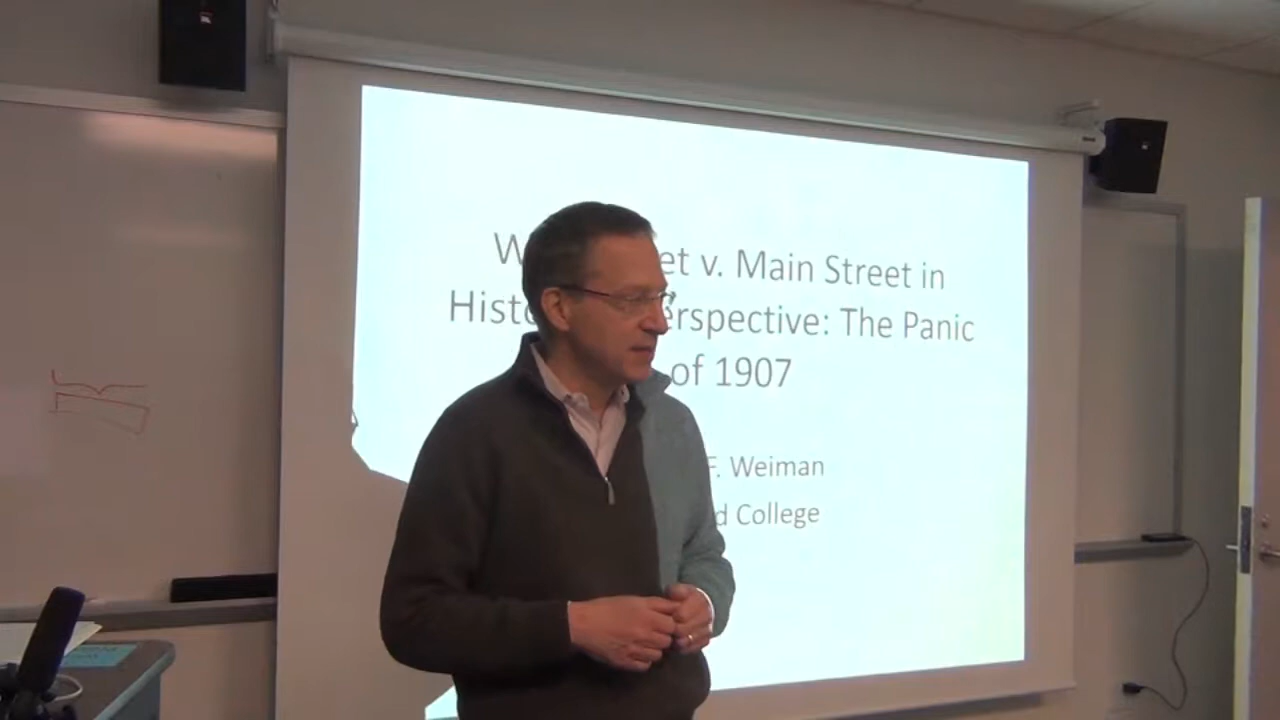 W et v. Main Street in
Histo erspective: The Panic
of 1907
F. Weiman
d College